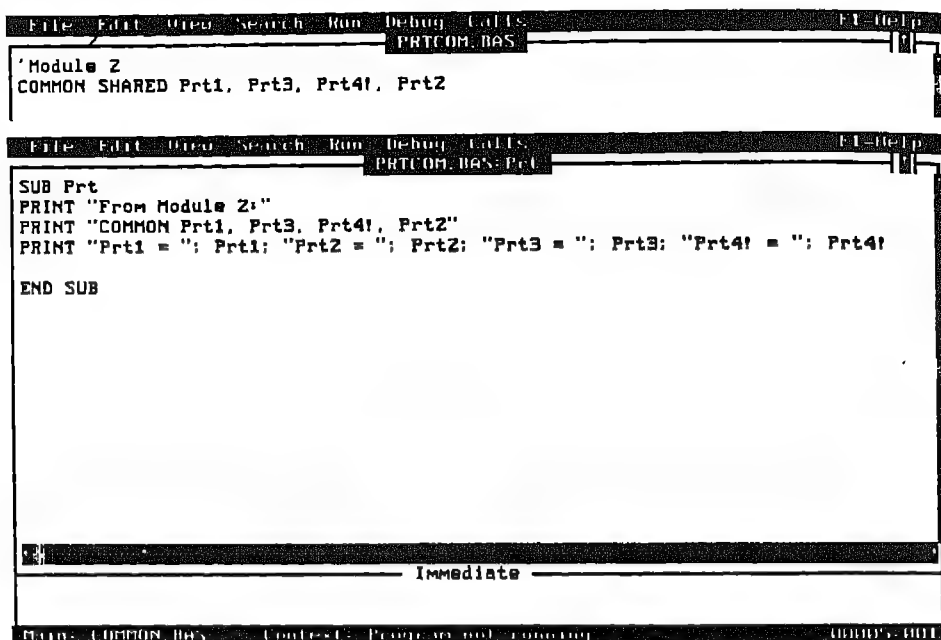 File Edit View Search Run Debug Calls F1-Help
PRTCOM.BAS
'Module 2
COMMON SHARED Prt1, Prt3, Prt4!, Prt2
File Edit View Search Run Debug Calls F1-Help
PRTCOM.BAS:Prt
SUB Prt
PRINT "From Module 2:"
PRINT "COMMON Prt1, Prt3, Prt4!, Prt2"
PRINT "Prt1 = "; Prt1; "Prt2 = "; Prt2; "Prt3 = "; Prt3; "Prt4! = "; Prt4!
END SUB
Immediate
Main: COMMON.BAS Context: Program not running 00005:001